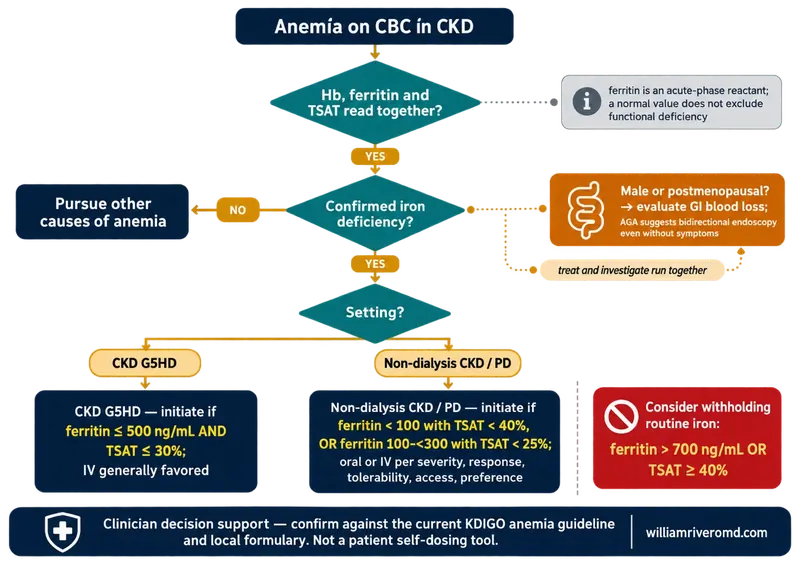 Anemia on CBC in CKD
Hb, ferritin and
TSAT read together?
ferritin is an acute-phase reactant;
a normal value does not exclude
functional deficiency
YES
Pursue other
causes of anemia
NO
Confirmed iron
deficiency?
Male or postmenopausal?
→ evaluate GI blood loss;
AGA suggests bidirectional endoscopy
even without symptoms
treat and investigate run together
YES
Setting?
CKD G5HD
Non-dialysis CKD / PD
CKD G5HD — initiate if
ferritin ≤ 500 ng/mL AND
TSAT ≤ 30%;
IV generally favored
Non-dialysis CKD / PD — initiate if
ferritin < 100 with TSAT < 40%,
OR ferritin 100–<300 with TSAT < 25%;
oral or IV per severity, response,
tolerability, access, preference
Consider withholding
routine iron:
ferritin > 700 ng/mL OR
TSAT ≥ 40%
Clinician decision support — confirm against the current KDIGO anemia guideline
and local formulary. Not a patient self-dosing tool.
williamriveromd.com